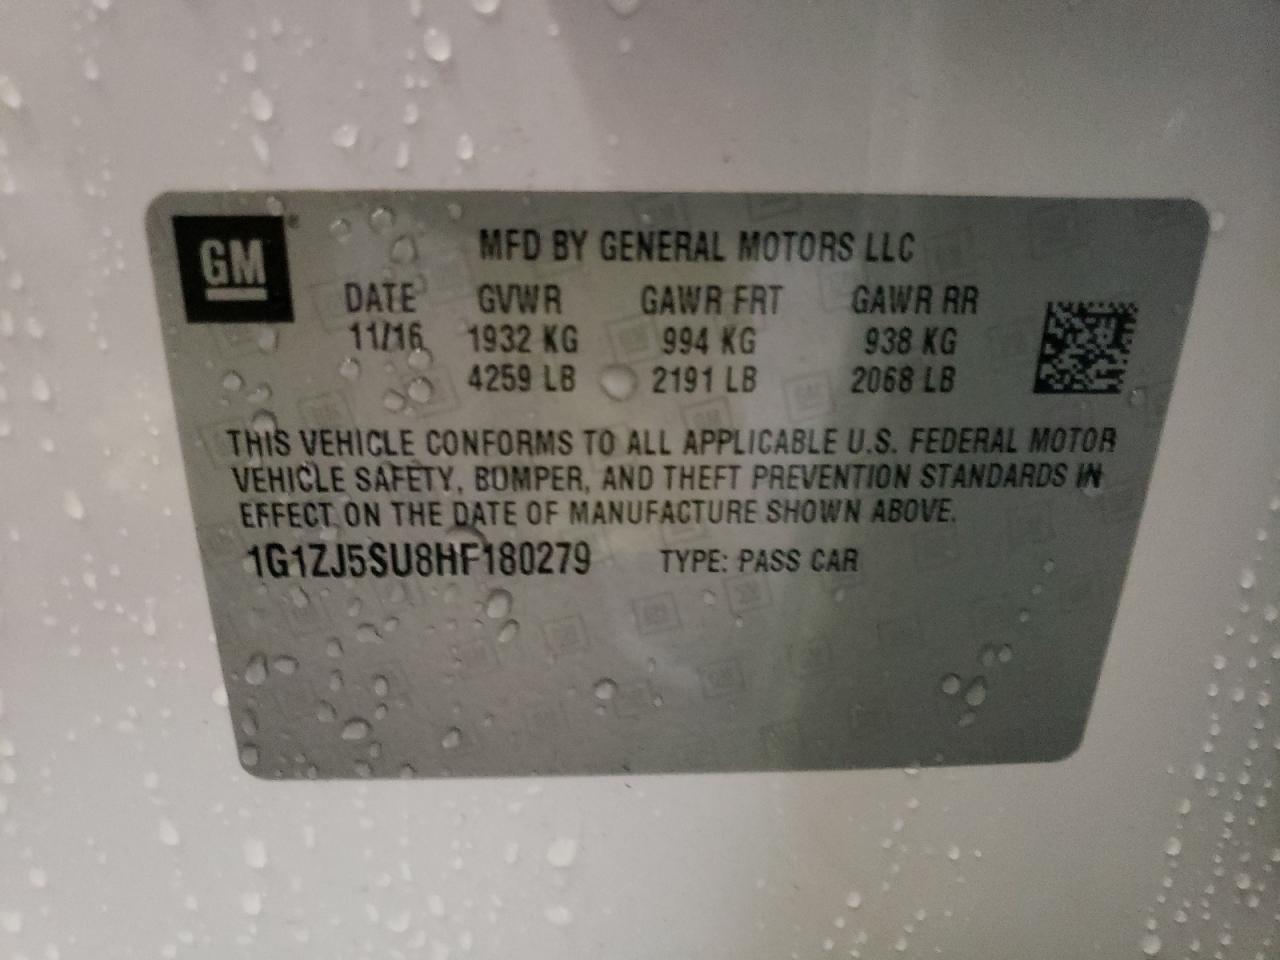 GM
MFD BY GENERAL MOTORS LLC
DATE GVWR GAWR FRT GAWR RR
11/16 1932 KG 994 KG 938 KG
4259 LB 2191 LB 2068 LB
THIS VEHICLE CONFORMS TO ALL APPLICABLE U.S. FEDERAL MOTOR
VEHICLE SAFETY, BUMPER, AND THEFT PREVENTION STANDARDS IN
EFFECT ON THE DATE OF MANUFACTURE SHOWN ABOVE.
1G1ZJ5SU8HF180279 TYPE: PASS CAR